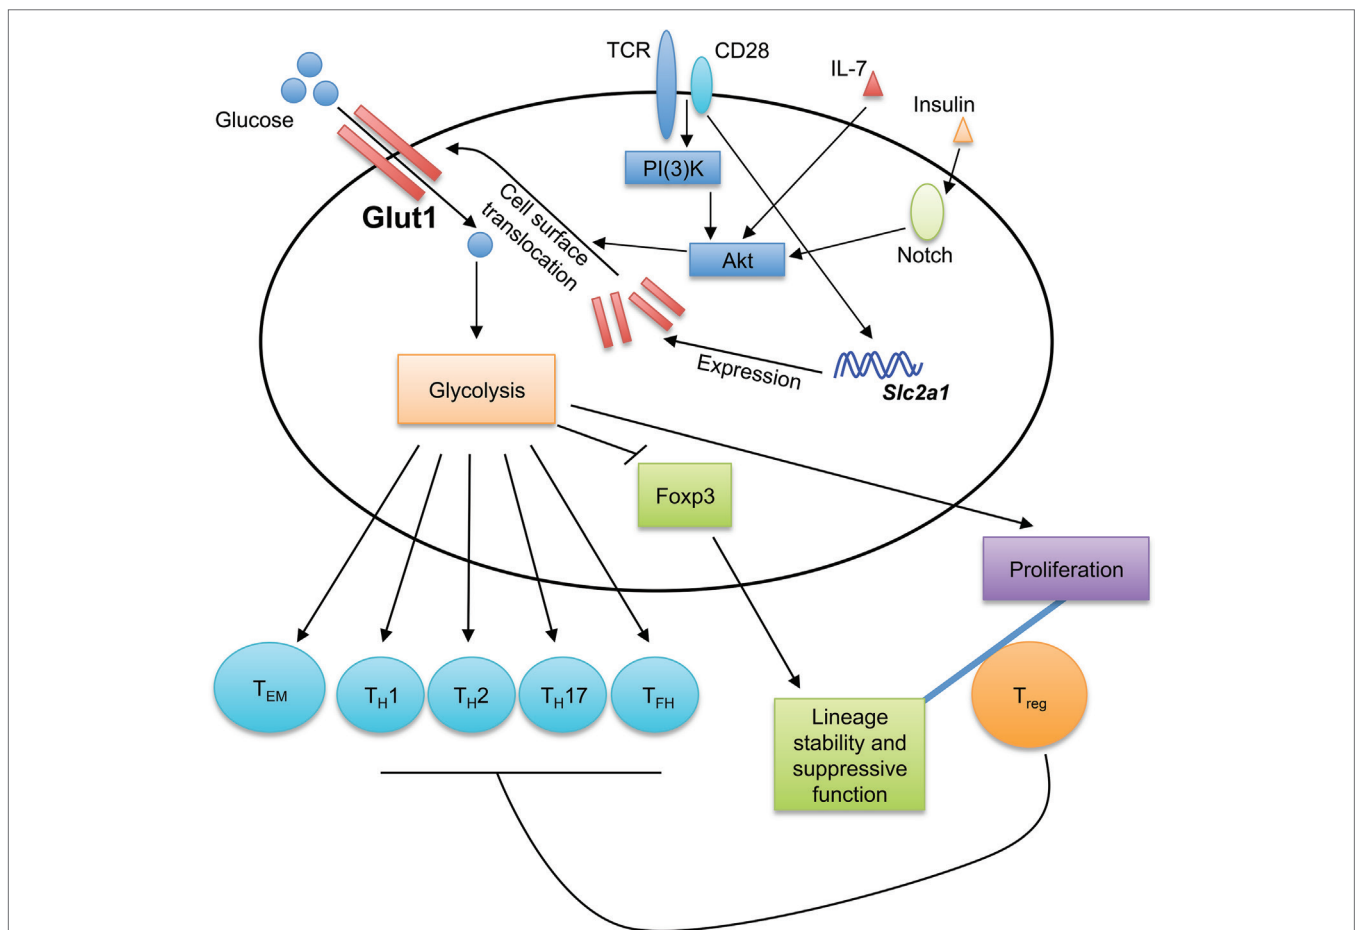 TCR
CD28
IL-7
Insulin
Glucose
PI(3)K
Glut1
Cell surface
translocation
Akt
Notch
Expression
Slc2a1
Glycolysis
Foxp3
Proliferation
TEM
TH1
TH2
TH17
TFH
Lineage
stability and
suppressive
function
Treg